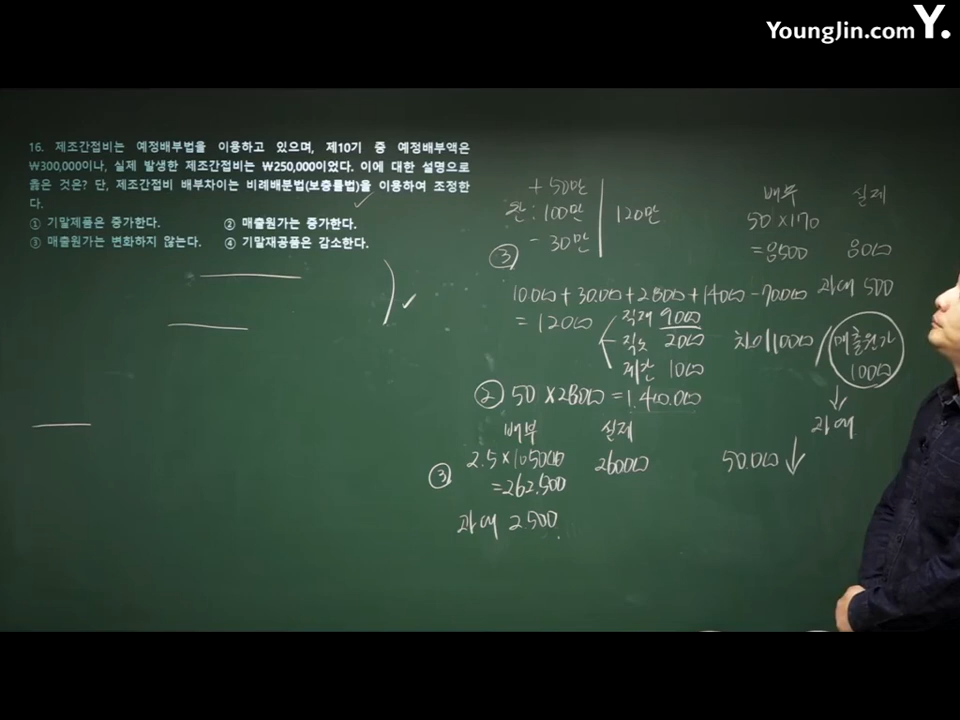 YoungJin.com Y.
16. 제조간접비는 예정배부법을 이용하고 있으며, 제10기 중 예정배부액은
₩300,000이나, 실제 발생한 제조간접비는 ₩250,000이었다. 이에 대한 설명으로
옳은 것은? 단, 제조간접비 배부차이는 비례배분법(보충률법)을 이용하여 조정한
다.
① 기말제품은 증가한다. ② 매출원가는 증가한다.
③ 매출원가는 변화하지 않는다. ④ 기말재공품은 감소한다.
+ 50만
완 : 100만 120만
- 30만
③
= 1200
직재 900
직노 200
제간 100
② 50 × 2800 = 1.400.00
배부 실제
③ 2.5 × 105000 26000
= 262.500
과대 2.500
배부 실제
50 × 170
= 8500 800
과대 500
차이 1000 매출원가
1000
과대
50.00 ↓